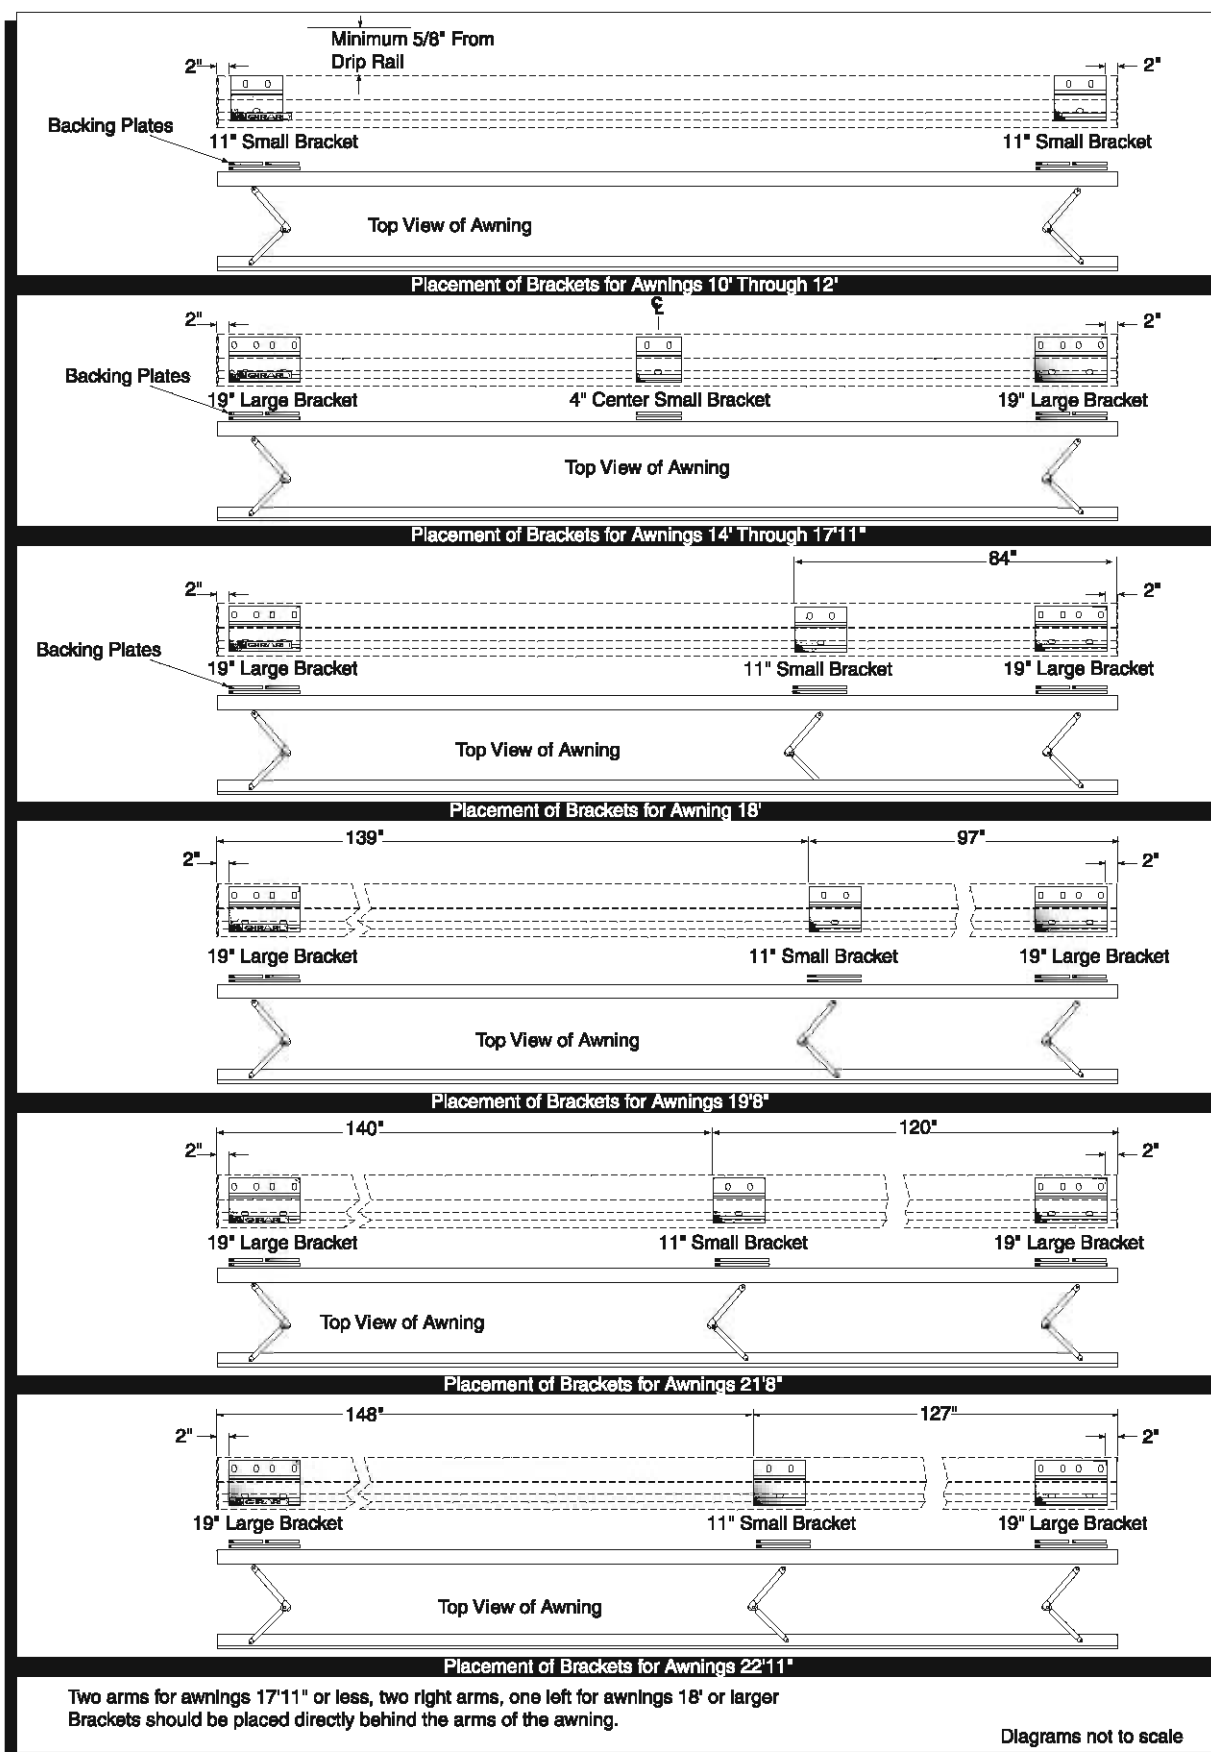 Minimum 5/8" From
Drip Rail
2"
2"
Backing Plates
11" Small Bracket
11" Small Bracket
Top View of Awning
Placement of Brackets for Awnings 10' Through 12'
℄
2"
2"
Backing Plates
19" Large Bracket
4" Center Small Bracket
19" Large Bracket
Top View of Awning
Placement of Brackets for Awnings 14' Through 17'11"
84"
2"
2"
Backing Plates
19" Large Bracket
11" Small Bracket
19" Large Bracket
Top View of Awning
Placement of Brackets for Awning 18'
139"
97"
2"
2"
19" Large Bracket
11" Small Bracket
19" Large Bracket
Top View of Awning
Placement of Brackets for Awnings 19'8"
140"
120"
2"
2"
19" Large Bracket
11" Small Bracket
19" Large Bracket
Top View of Awning
Placement of Brackets for Awnings 21'8"
148"
127"
2"
2"
19" Large Bracket
11" Small Bracket
19" Large Bracket
Top View of Awning
Placement of Brackets for Awnings 22'11"
Two arms for awnings 17'11" or less, two right arms, one left for awnings 18' or larger
Brackets should be placed directly behind the arms of the awning.
Diagrams not to scale